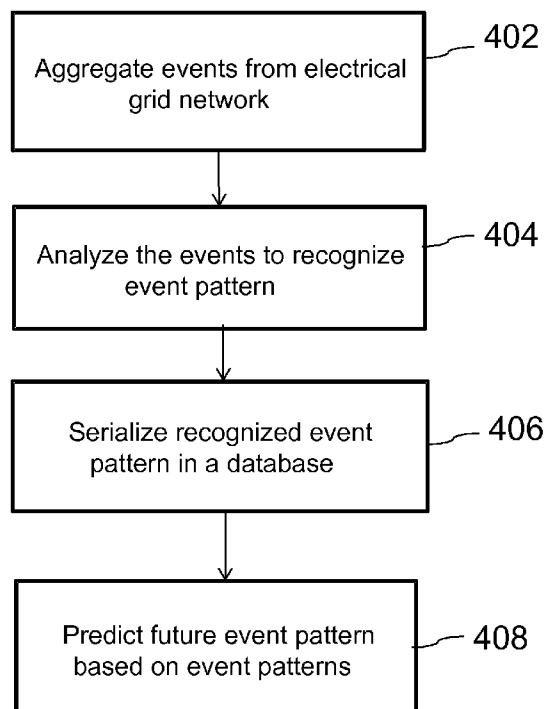 402
Aggregate events from electrical
grid network
404
Analyze the events to recognize
event pattern
406
Serialize recognized event
pattern in a database
408
Predict future event pattern
based on event patterns